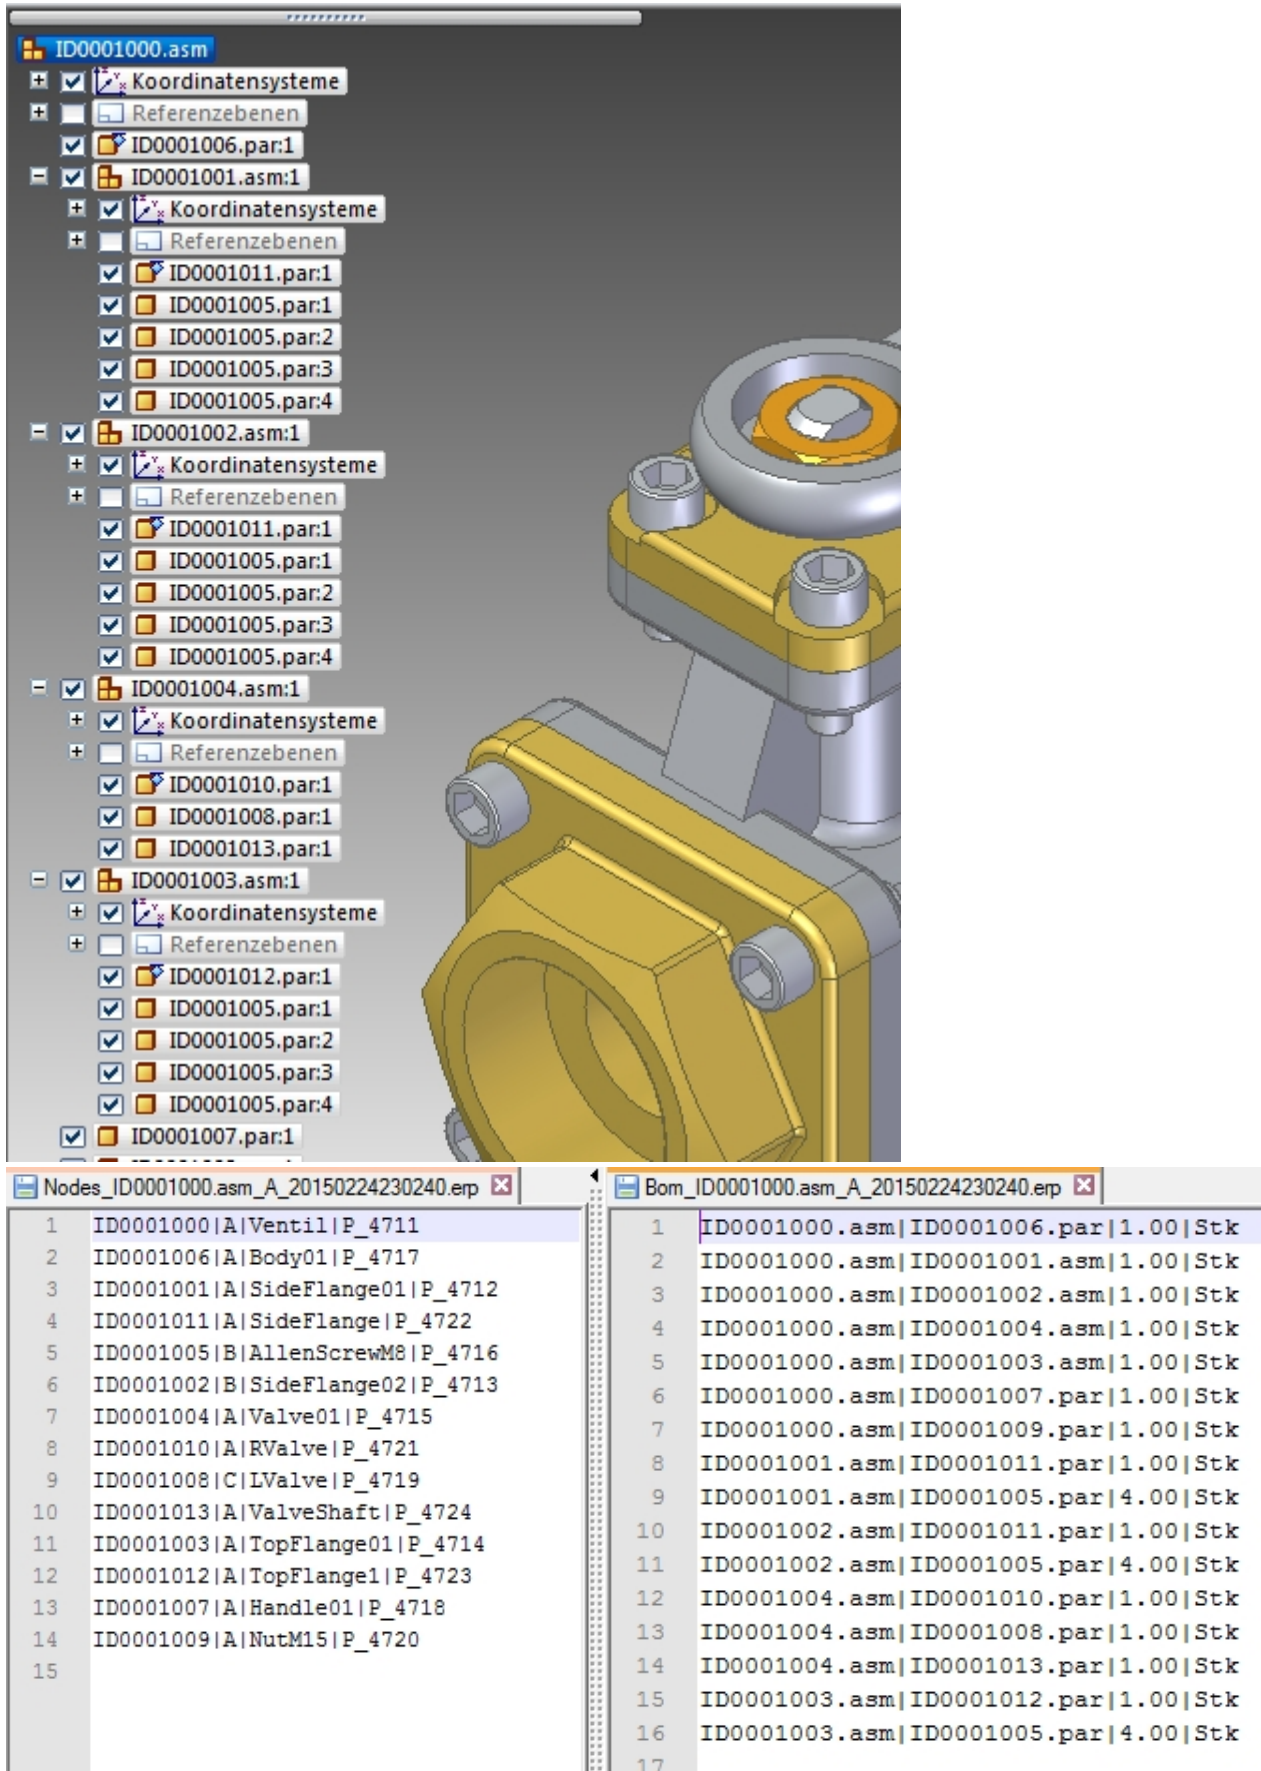 ID0001000.asm
Koordinatensysteme
Referenzebenen
ID0001006.par:1
ID0001001.asm:1
Koordinatensysteme
Referenzebenen
ID0001011.par:1
ID0001005.par:1
ID0001005.par:2
ID0001005.par:3
ID0001005.par:4
ID0001002.asm:1
Koordinatensysteme
Referenzebenen
ID0001011.par:1
ID0001005.par:1
ID0001005.par:2
ID0001005.par:3
ID0001005.par:4
ID0001004.asm:1
Koordinatensysteme
Referenzebenen
ID0001010.par:1
ID0001008.par:1
ID0001013.par:1
ID0001003.asm:1
Koordinatensysteme
Referenzebenen
ID0001012.par:1
ID0001005.par:1
ID0001005.par:2
ID0001005.par:3
ID0001005.par:4
ID0001007.par:1
Nodes_ID0001000.asm_A_20150224230240.erp
1 ID0001000|A|Ventil|P_4711
2 ID0001006|A|Body01|P_4717
3 ID0001001|A|SideFlange01|P_4712
4 ID0001011|A|SideFlange|P_4722
5 ID0001005|B|AllenScrewM8|P_4716
6 ID0001002|B|SideFlange02|P_4713
7 ID0001004|A|Valve01|P_4715
8 ID0001010|A|RValve|P_4721
9 ID0001008|C|LValve|P_4719
10 ID0001013|A|ValveShaft|P_4724
11 ID0001003|A|TopFlange01|P_4714
12 ID0001012|A|TopFlange1|P_4723
13 ID0001007|A|Handle01|P_4718
14 ID0001009|A|NutM15|P_4720
15
Bom_ID0001000.asm_A_20150224230240.erp
1 ID0001000.asm|ID0001006.par|1.00|Stk
2 ID0001000.asm|ID0001001.asm|1.00|Stk
3 ID0001000.asm|ID0001002.asm|1.00|Stk
4 ID0001000.asm|ID0001004.asm|1.00|Stk
5 ID0001000.asm|ID0001003.asm|1.00|Stk
6 ID0001000.asm|ID0001007.par|1.00|Stk
7 ID0001000.asm|ID0001009.par|1.00|Stk
8 ID0001001.asm|ID0001011.par|1.00|Stk
9 ID0001001.asm|ID0001005.par|4.00|Stk
10 ID0001002.asm|ID0001011.par|1.00|Stk
11 ID0001002.asm|ID0001005.par|4.00|Stk
12 ID0001004.asm|ID0001010.par|1.00|Stk
13 ID0001004.asm|ID0001008.par|1.00|Stk
14 ID0001004.asm|ID0001013.par|1.00|Stk
15 ID0001003.asm|ID0001012.par|1.00|Stk
16 ID0001003.asm|ID0001005.par|4.00|Stk
17